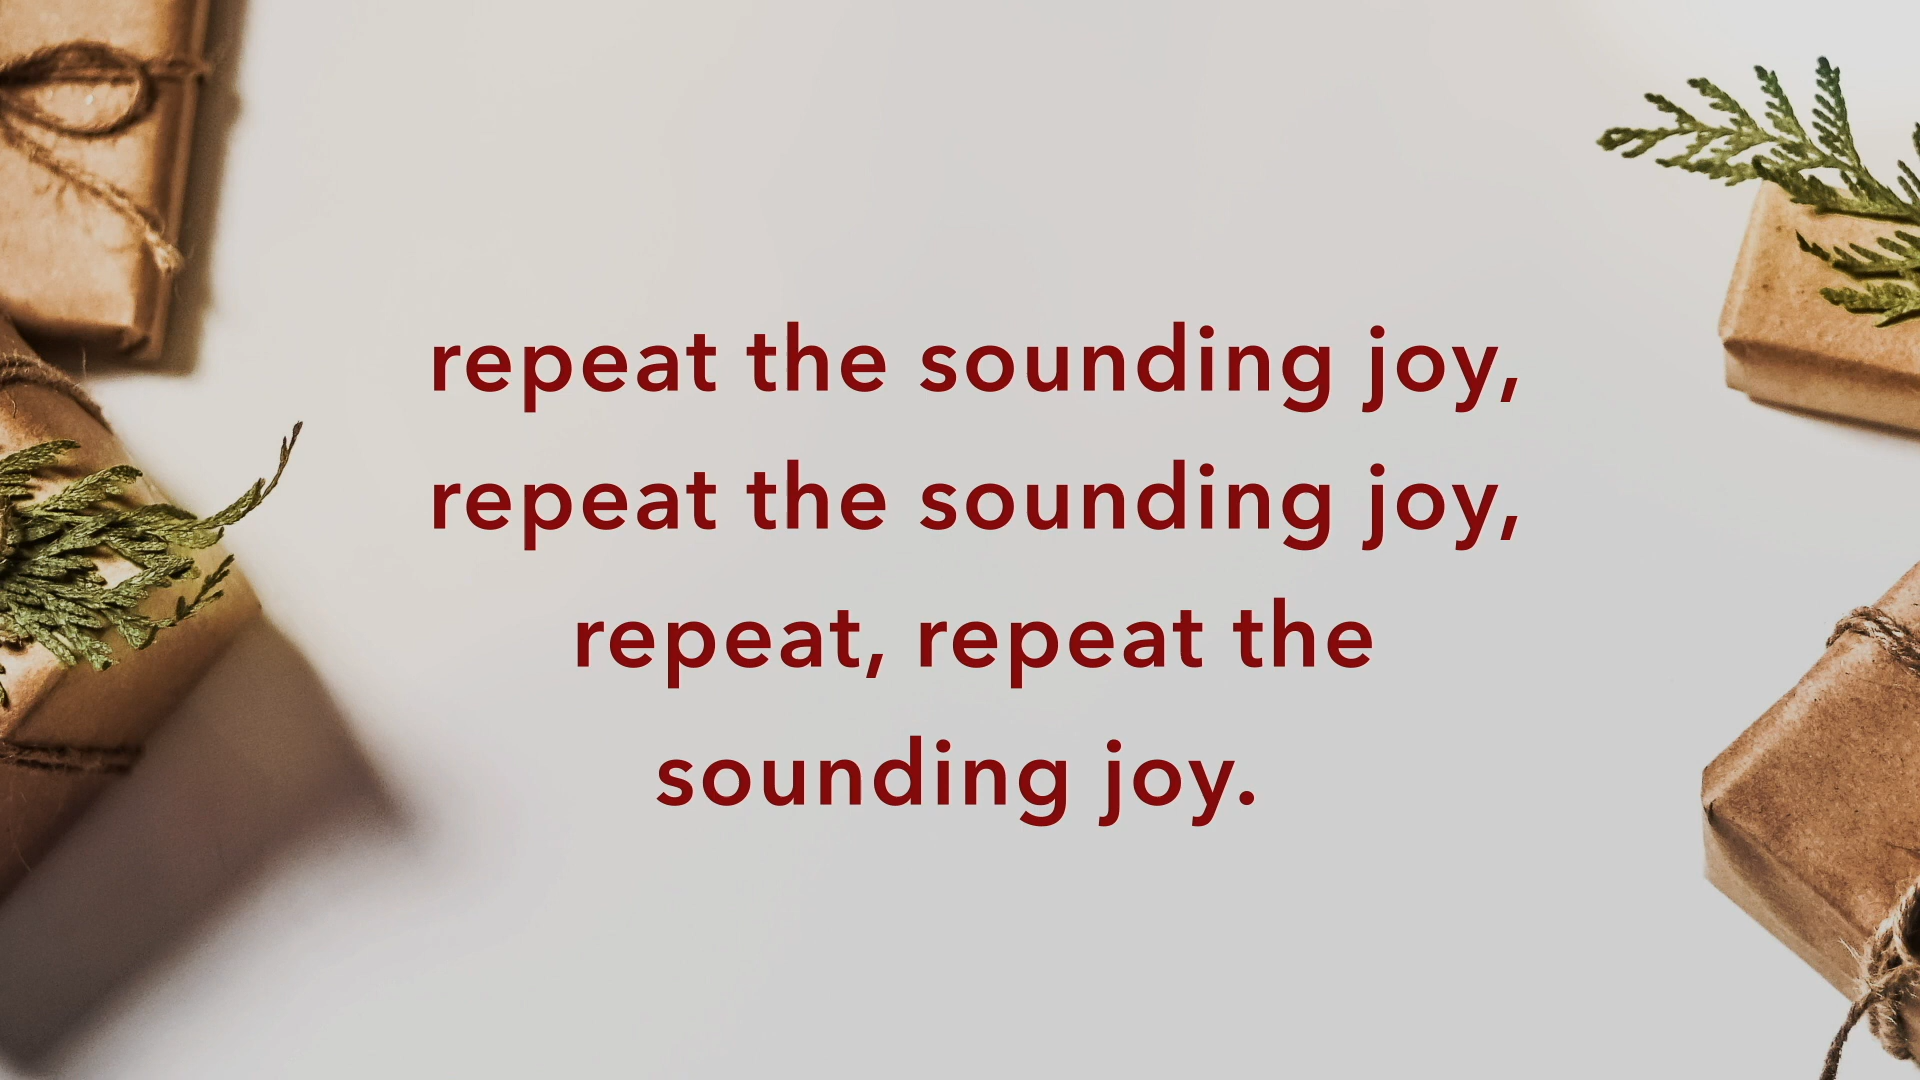 repeat the sounding joy,
repeat the sounding joy,
repeat, repeat the
sounding joy.